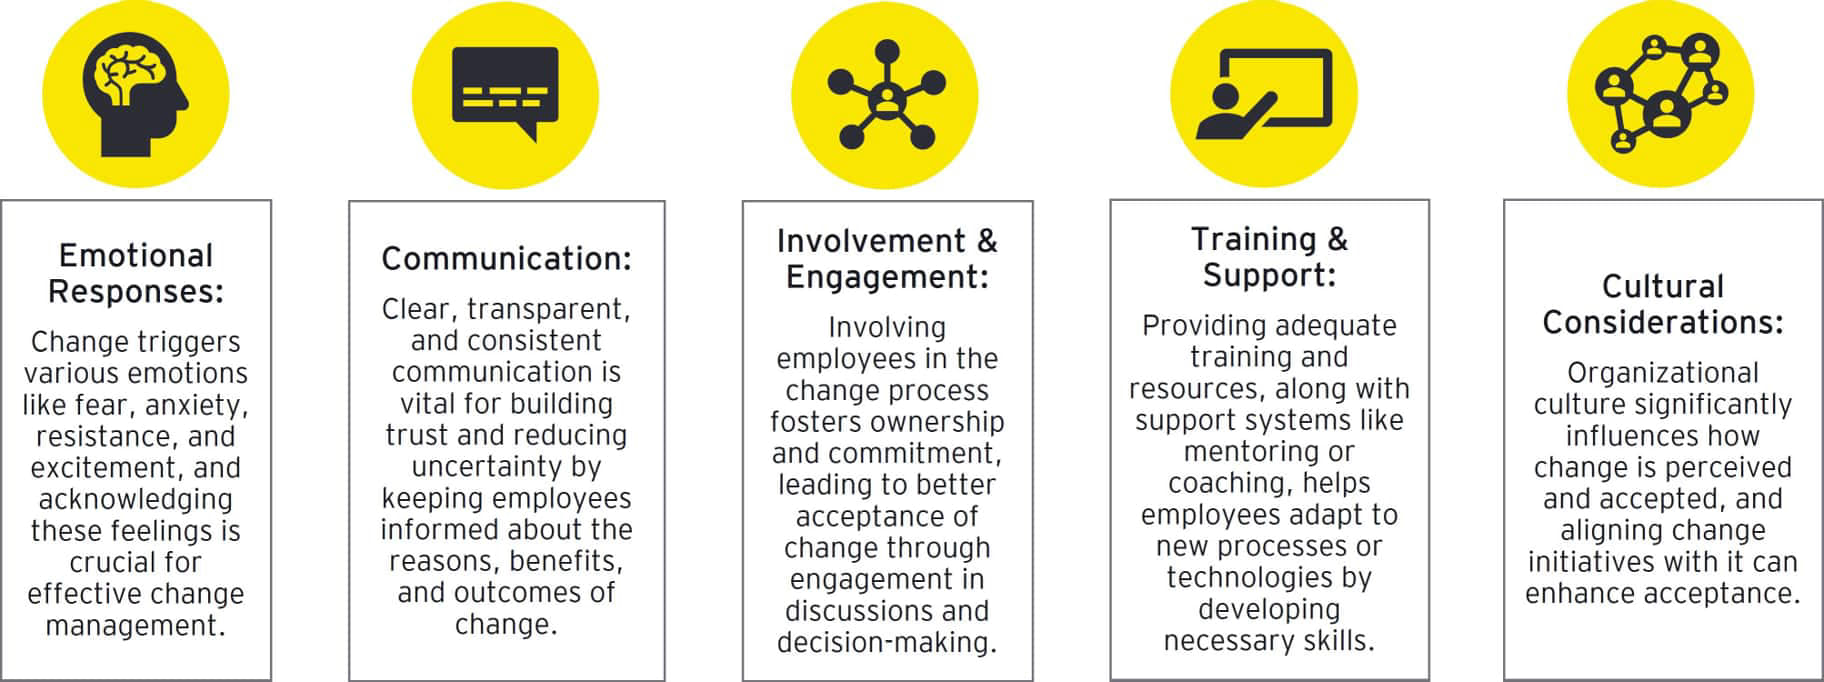 Emotional
Responses:
Change triggers
various emotions
like fear, anxiety,
resistance, and
excitement, and
acknowledging
these feelings is
crucial for
effective change
management.
Communication:
Clear, transparent,
and consistent
communication is
vital for building
trust and reducing
uncertainty by
keeping employees
informed about the
reasons, benefits,
and outcomes of
change.
Involvement &
Engagement:
Involving
employees in the
change process
fosters ownership
and commitment,
leading to better
acceptance of
change through
engagement in
discussions and
decision-making.
Training &
Support:
Providing adequate
training and
resources, along with
support systems like
mentoring or
coaching, helps
employees adapt to
new processes or
technologies by
developing
necessary skills.
Cultural
Considerations:
Organizational
culture significantly
influences how
change is perceived
and accepted, and
aligning change
initiatives with it can
enhance acceptance.